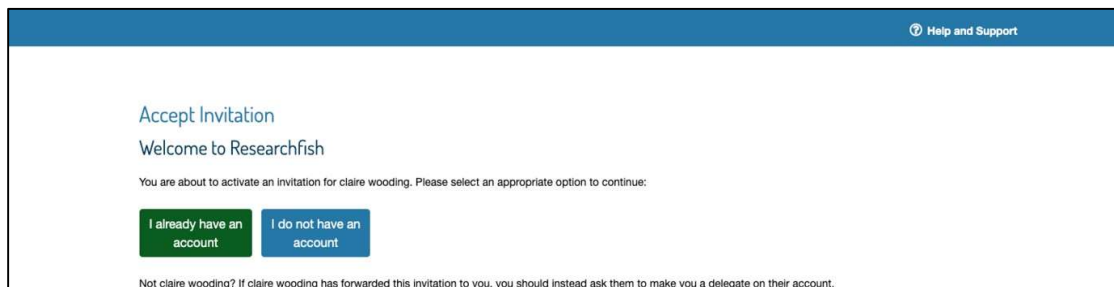 Help and Support
Accept Invitation
Welcome to Researchfish
You are about to activate an invitation for claire wooding. Please select an appropriate option to continue:
I already have an
account
I do not have an
account
Not claire wooding? If claire wooding has forwarded this invitation to you, you should instead ask them to make you a delegate on their account.